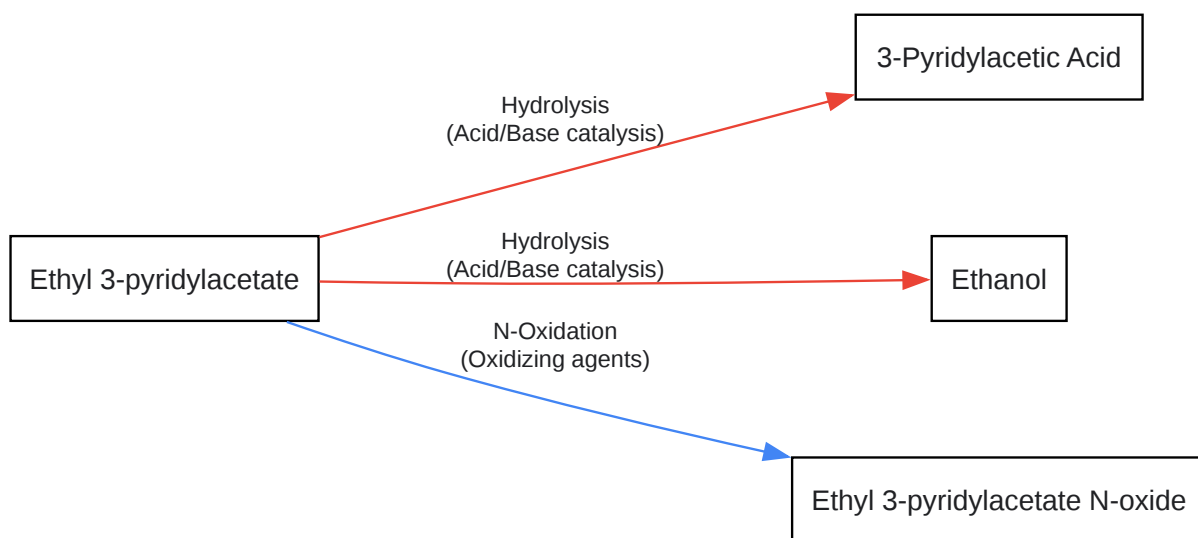 3-Pyridylacetic Acid
Hydrolysis
(Acid/Base catalysis)
Ethyl 3-pyridylacetate
Hydrolysis
(Acid/Base catalysis)
Ethanol
N-Oxidation
(Oxidizing agents)
Ethyl 3-pyridylacetate N-oxide